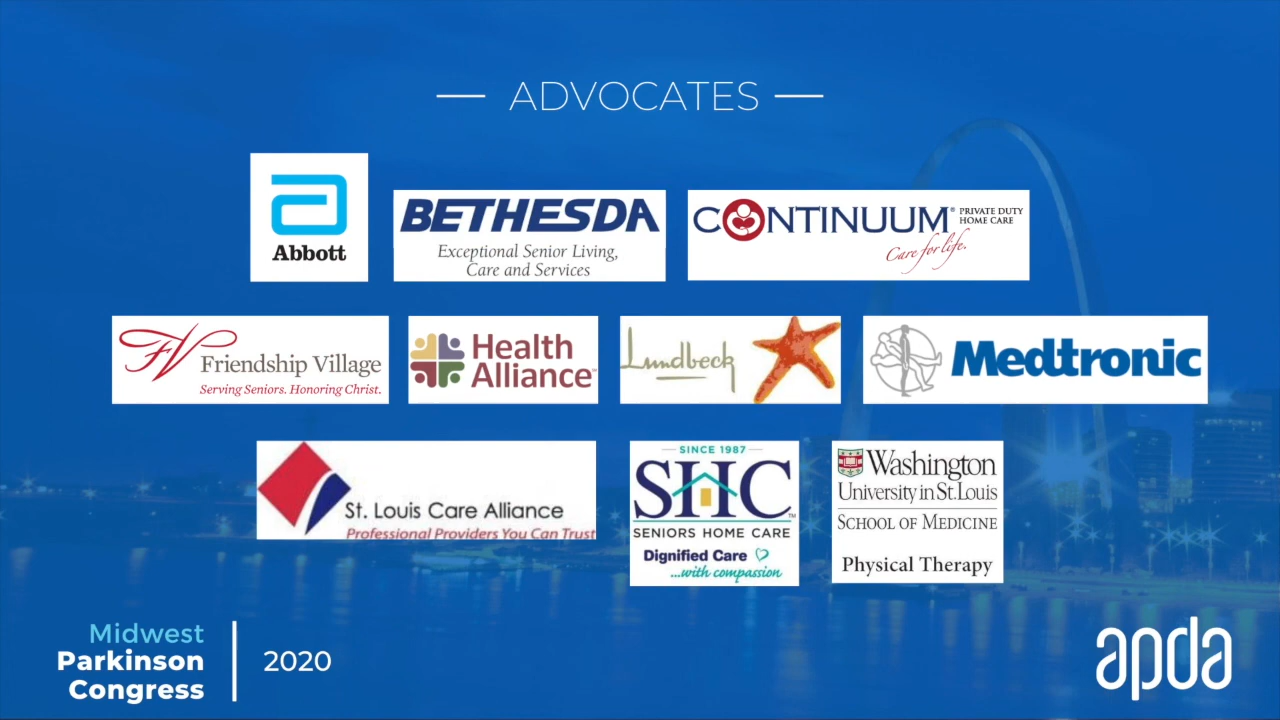 ADVOCATES
a
Abbott
BETHESDA
Exceptional Senior Living,
Care and Services
CONTINUUM® PRIVATE DUTY
HOME CARE
Care for life.
FV
Friendship Village
Serving Seniors. Honoring Christ.
Health
Alliance™
Lundbeck
Medtronic
St. Louis Care Alliance
Professional Providers You Can Trust
SINCE 1987
SHC™
SENIORS HOME CARE
Dignified Care
...with compassion
Washington
University in St. Louis
SCHOOL OF MEDICINE
Physical Therapy
Midwest
Parkinson
Congress
2020
apda